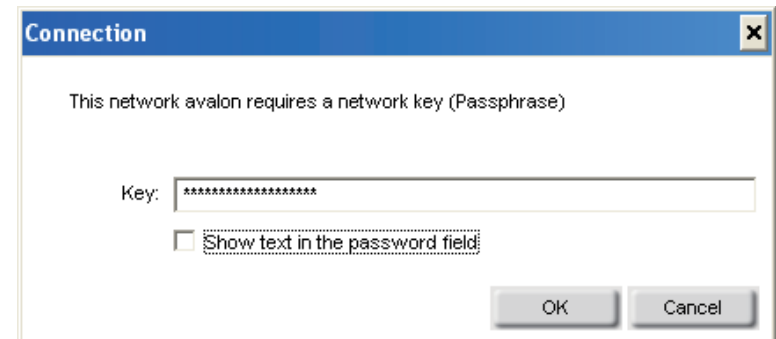 Connection
This network avalon requires a network key (Passphrase)
Key: *******************
Show text in the password field
OK Cancel